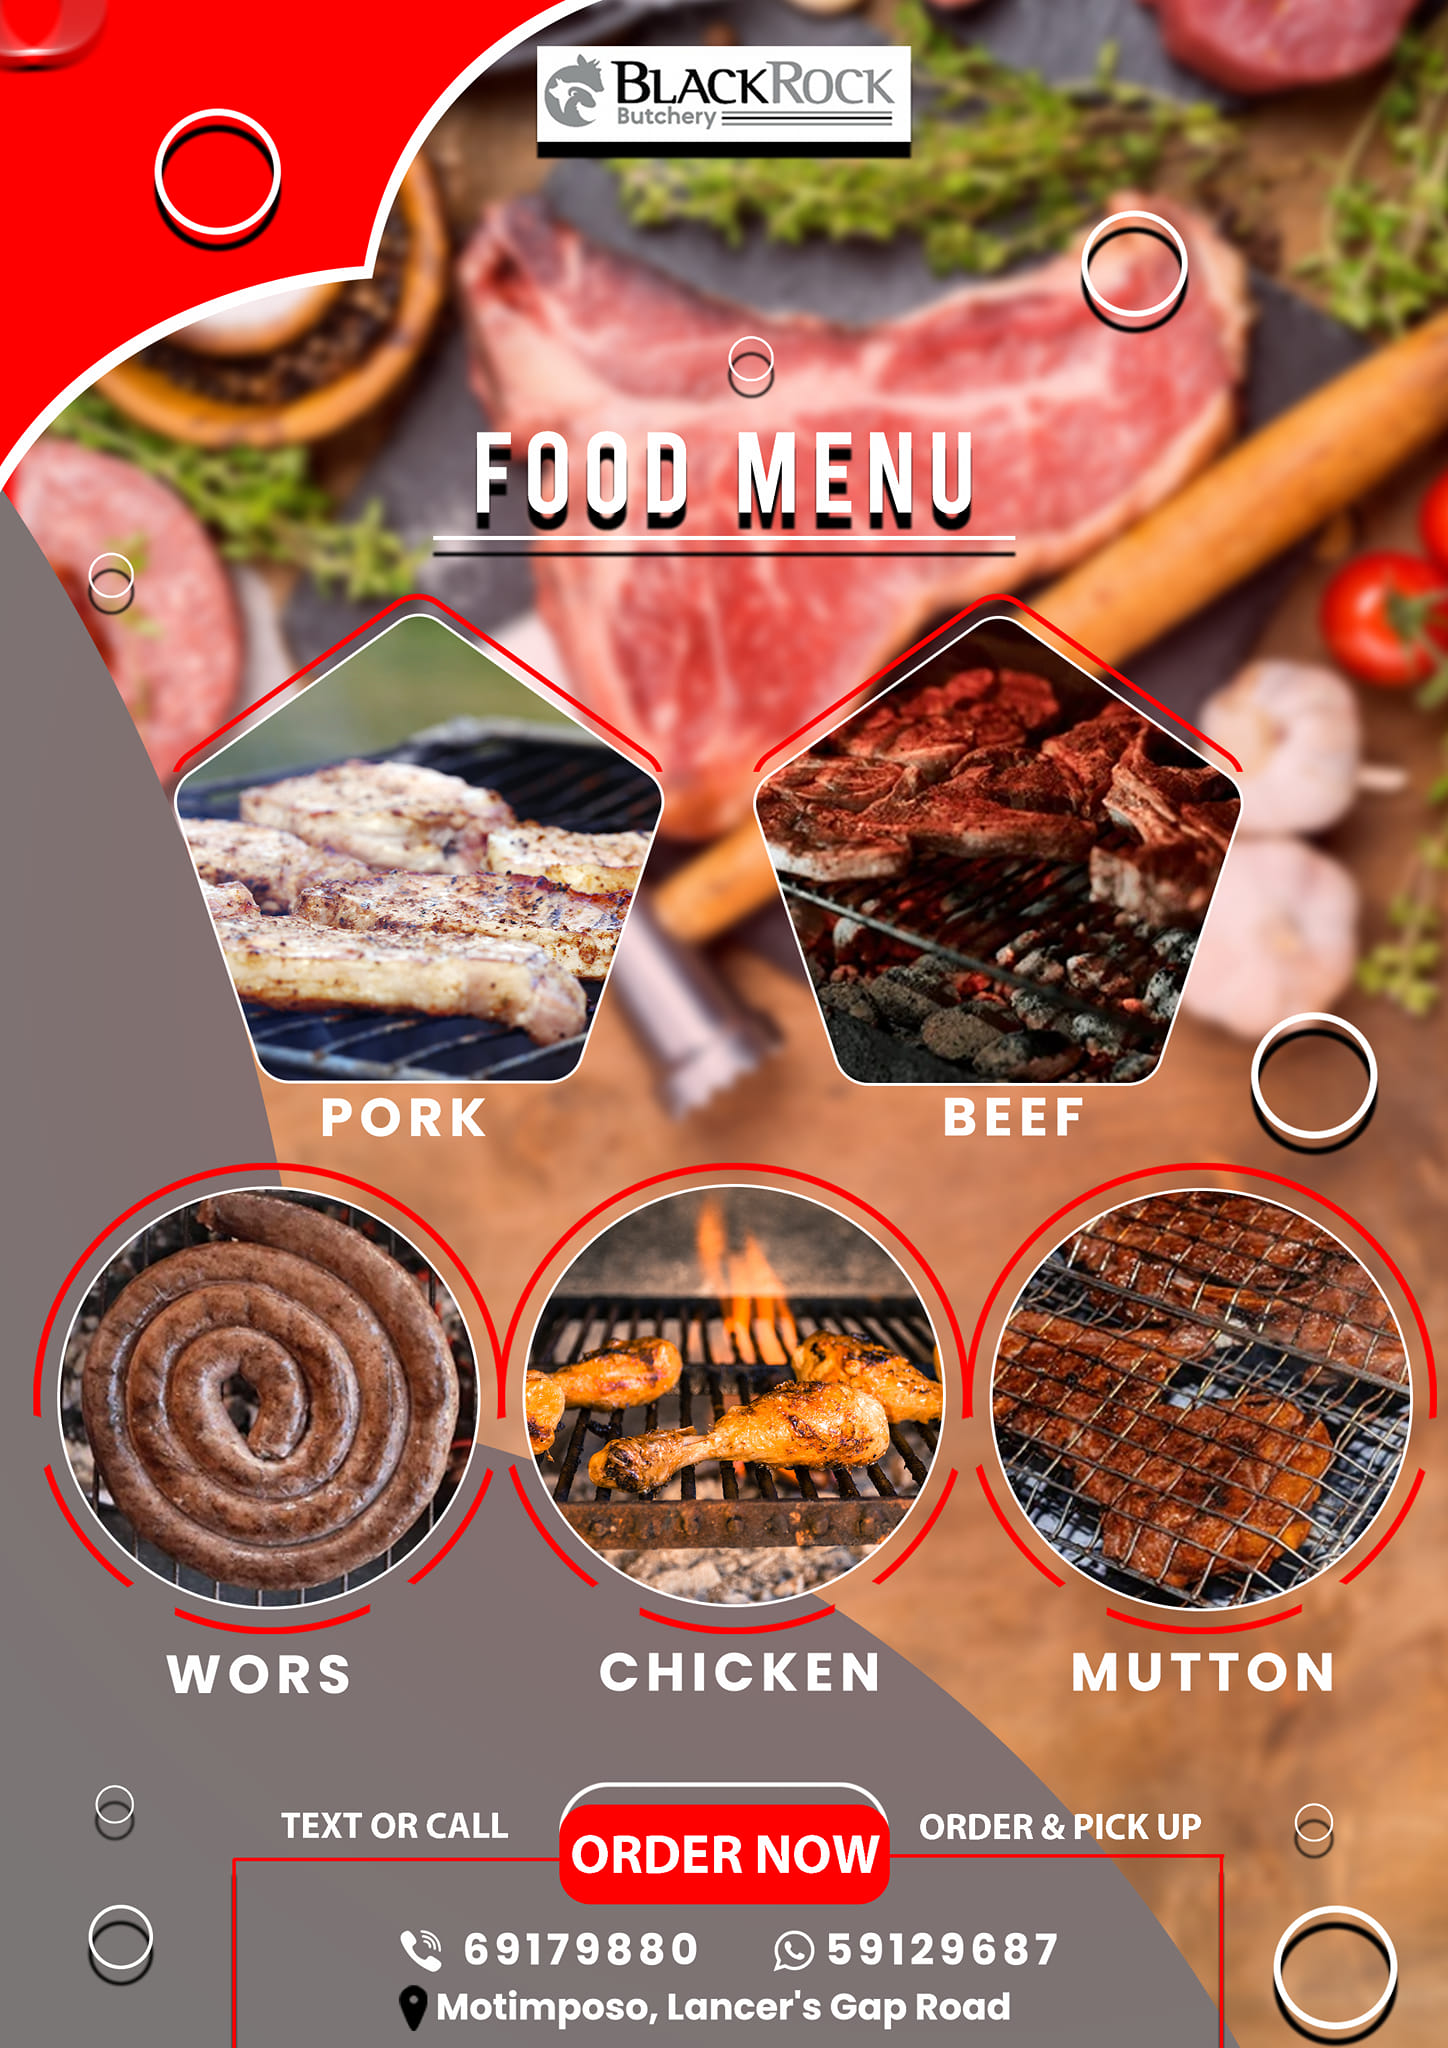 BLACKROCK
Butchery
FOOD MENU
PORK
BEEF
WORS
CHICKEN
MUTTON
TEXT OR CALL
ORDER NOW
ORDER & PICK UP
69179880
59129687
Motimposo, Lancer's Gap Road